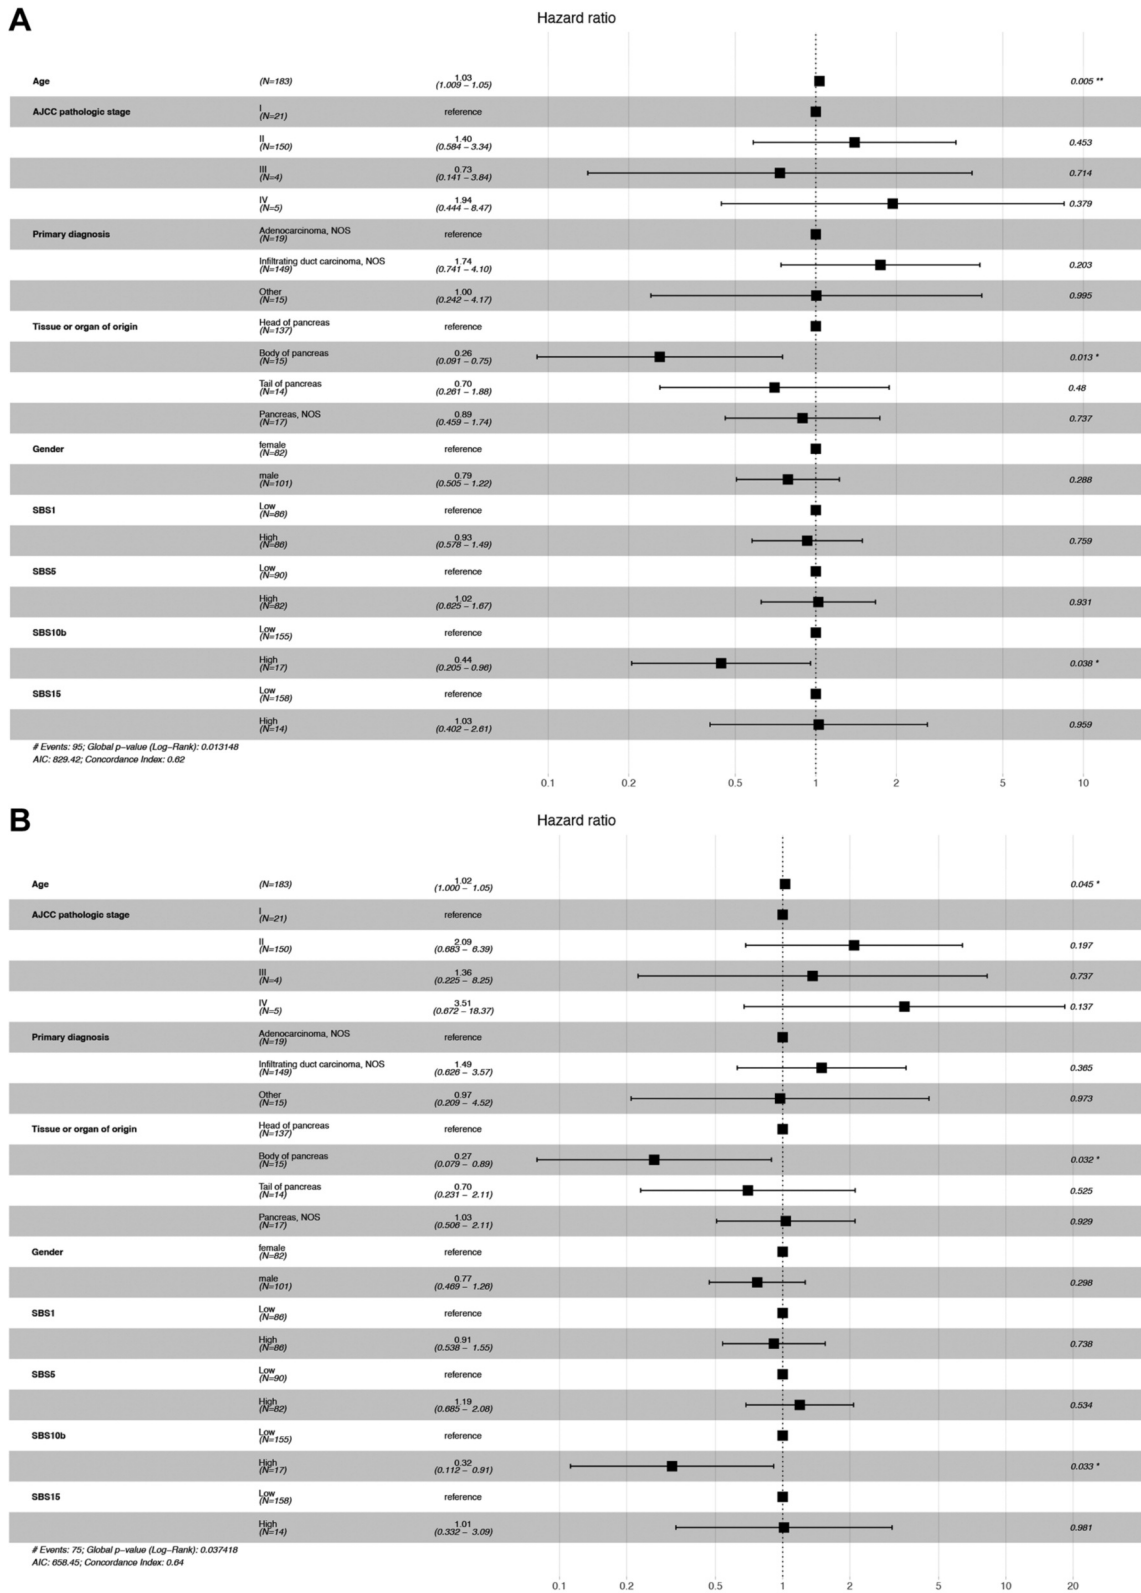 A
Hazard ratio
Age (N=183) 1.03 (1.009 – 1.05) 0.005 **
AJCC pathologic stage I (N=21) reference
II (N=150) 1.40 (0.584 – 3.34) 0.453
III (N=4) 0.73 (0.141 – 3.84) 0.714
IV (N=5) 1.94 (0.444 – 8.47) 0.379
Primary diagnosis Adenocarcinoma, NOS (N=19) reference
Infiltrating duct carcinoma, NOS (N=149) 1.74 (0.741 – 4.10) 0.203
Other (N=15) 1.00 (0.242 – 4.17) 0.995
Tissue or organ of origin Head of pancreas (N=137) reference
Body of pancreas (N=15) 0.26 (0.091 – 0.75) 0.013 *
Tail of pancreas (N=14) 0.70 (0.261 – 1.88) 0.48
Pancreas, NOS (N=17) 0.89 (0.459 – 1.74) 0.737
Gender female (N=82) reference
male (N=101) 0.79 (0.505 – 1.22) 0.288
SBS1 Low (N=86) reference
High (N=86) 0.93 (0.578 – 1.49) 0.759
SBS5 Low (N=90) reference
High (N=82) 1.02 (0.625 – 1.67) 0.931
SBS10b Low (N=155) reference
High (N=17) 0.44 (0.205 – 0.96) 0.038 *
SBS15 Low (N=158) reference
High (N=14) 1.03 (0.402 – 2.61) 0.959
# Events: 95; Global p–value (Log–Rank): 0.013148
AIC: 829.42; Concordance Index: 0.62
0.1 0.2 0.5 1 2 5 10
B
Hazard ratio
Age (N=183) 1.02 (1.000 – 1.05) 0.045 *
AJCC pathologic stage I (N=21) reference
II (N=150) 2.09 (0.683 – 6.39) 0.197
III (N=4) 1.36 (0.225 – 8.25) 0.737
IV (N=5) 3.51 (0.672 – 18.37) 0.137
Primary diagnosis Adenocarcinoma, NOS (N=19) reference
Infiltrating duct carcinoma, NOS (N=149) 1.49 (0.626 – 3.57) 0.365
Other (N=15) 0.97 (0.209 – 4.52) 0.973
Tissue or organ of origin Head of pancreas (N=137) reference
Body of pancreas (N=15) 0.27 (0.079 – 0.89) 0.032 *
Tail of pancreas (N=14) 0.70 (0.231 – 2.11) 0.525
Pancreas, NOS (N=17) 1.03 (0.506 – 2.11) 0.929
Gender female (N=82) reference
male (N=101) 0.77 (0.469 – 1.26) 0.298
SBS1 Low (N=86) reference
High (N=86) 0.91 (0.538 – 1.55) 0.738
SBS5 Low (N=90) reference
High (N=82) 1.19 (0.685 – 2.08) 0.534
SBS10b Low (N=155) reference
High (N=17) 0.32 (0.112 – 0.91) 0.033 *
SBS15 Low (N=158) reference
High (N=14) 1.01 (0.332 – 3.09) 0.981
# Events: 75; Global p–value (Log–Rank): 0.037418
AIC: 658.45; Concordance Index: 0.64
0.1 0.2 0.5 1 2 5 10 20